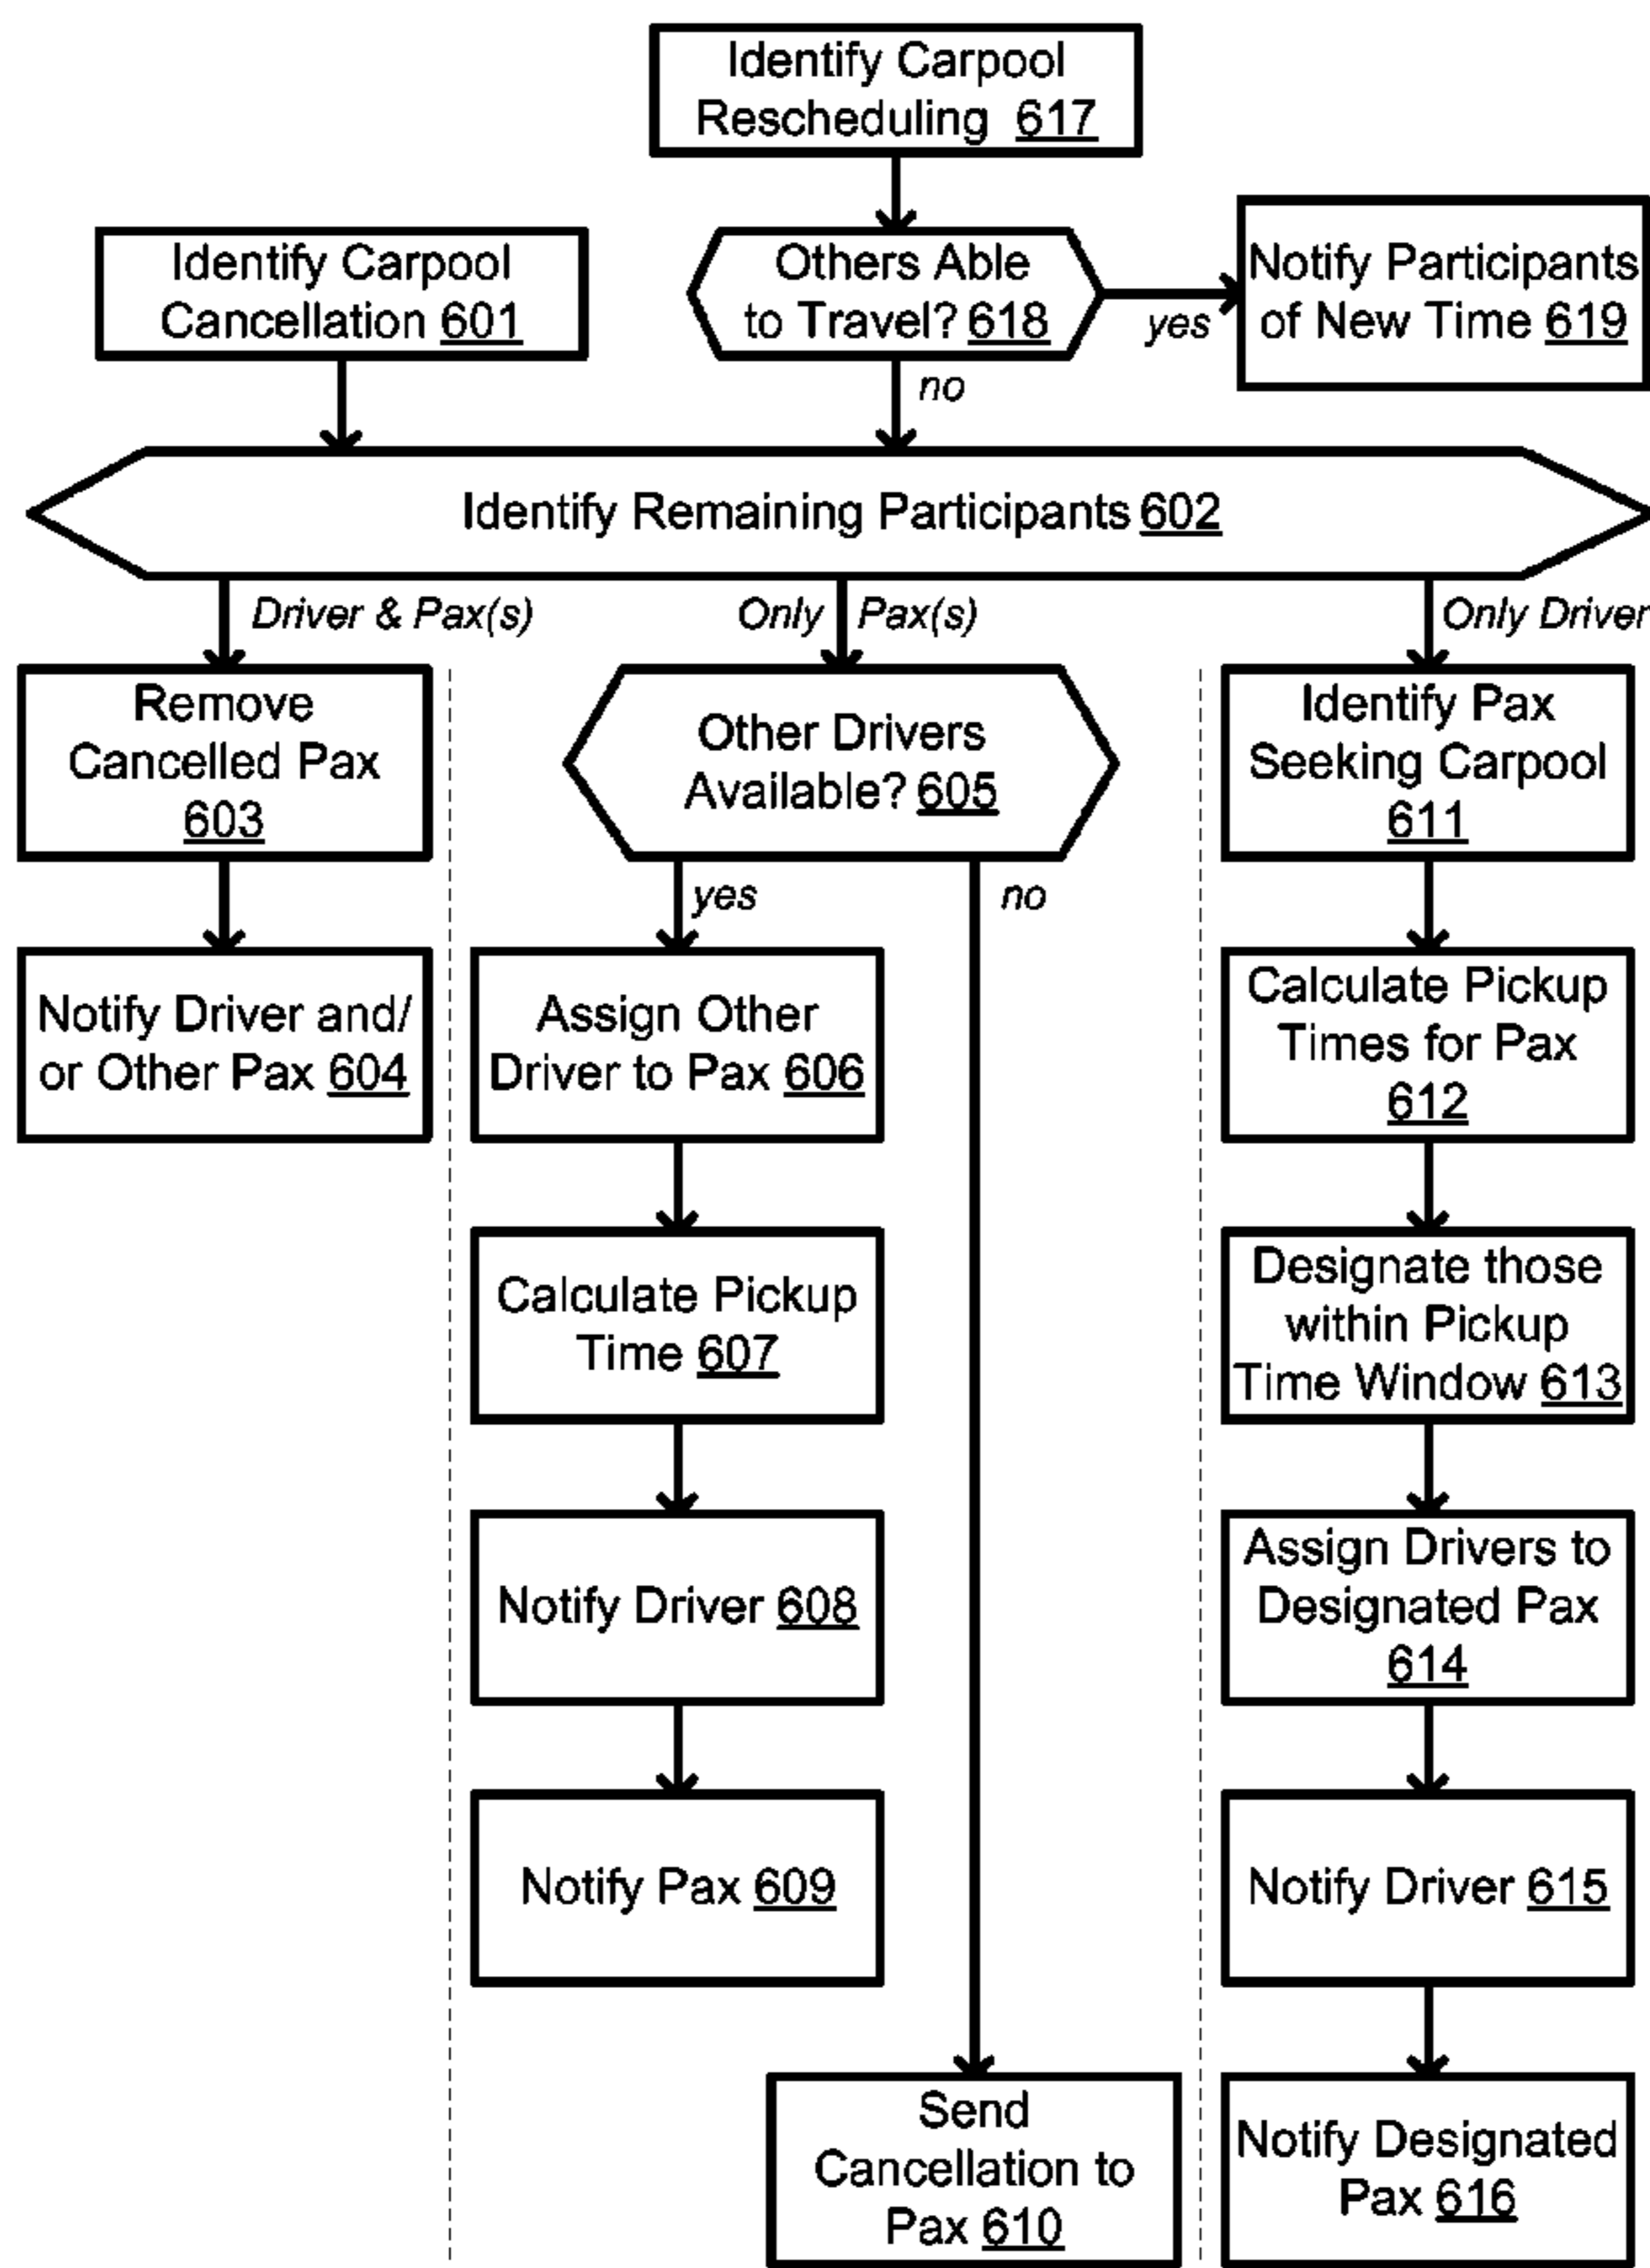 Identify Carpool
Rescheduling 617
Identify Carpool
Cancellation 601
Others Able
to Travel? 618
yes
Notify Participants
of New Time 619
no
Identify Remaining Participants 602
Driver & Pax(s)
Only Pax(s)
Only Driver
Remove
Cancelled Pax
603
Other Drivers
Available? 605
Identify Pax
Seeking Carpool
611
yes
no
Notify Driver and/
or Other Pax 604
Assign Other
Driver to Pax 606
Calculate Pickup
Times for Pax
612
Calculate Pickup
Time 607
Designate those
within Pickup
Time Window 613
Notify Driver 608
Assign Drivers to
Designated Pax
614
Notify Pax 609
Notify Driver 615
Send
Cancellation to
Pax 610
Notify Designated
Pax 616